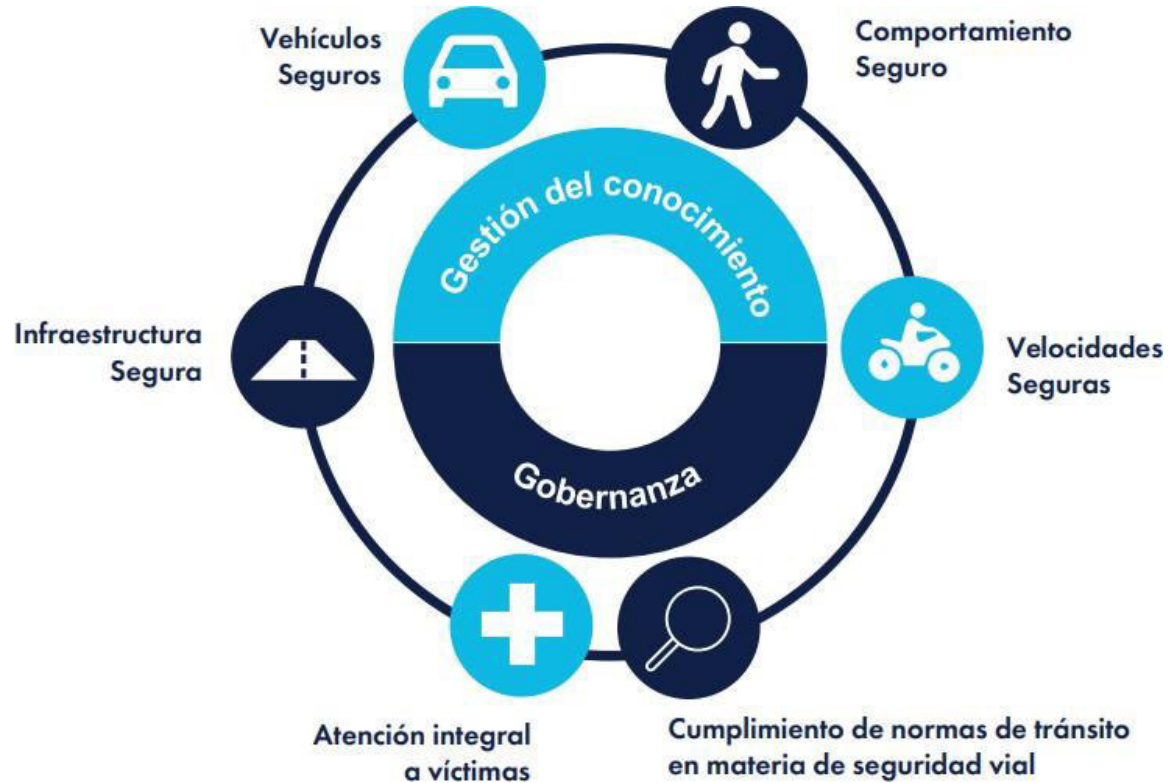 Vehículos
Seguros
Comportamiento
Seguro
Gestión del conocimiento
Infraestructura
Segura
Velocidades
Seguras
Gobernanza
Atención integral
a víctimas
Cumplimiento de normas de tránsito
en materia de seguridad vial